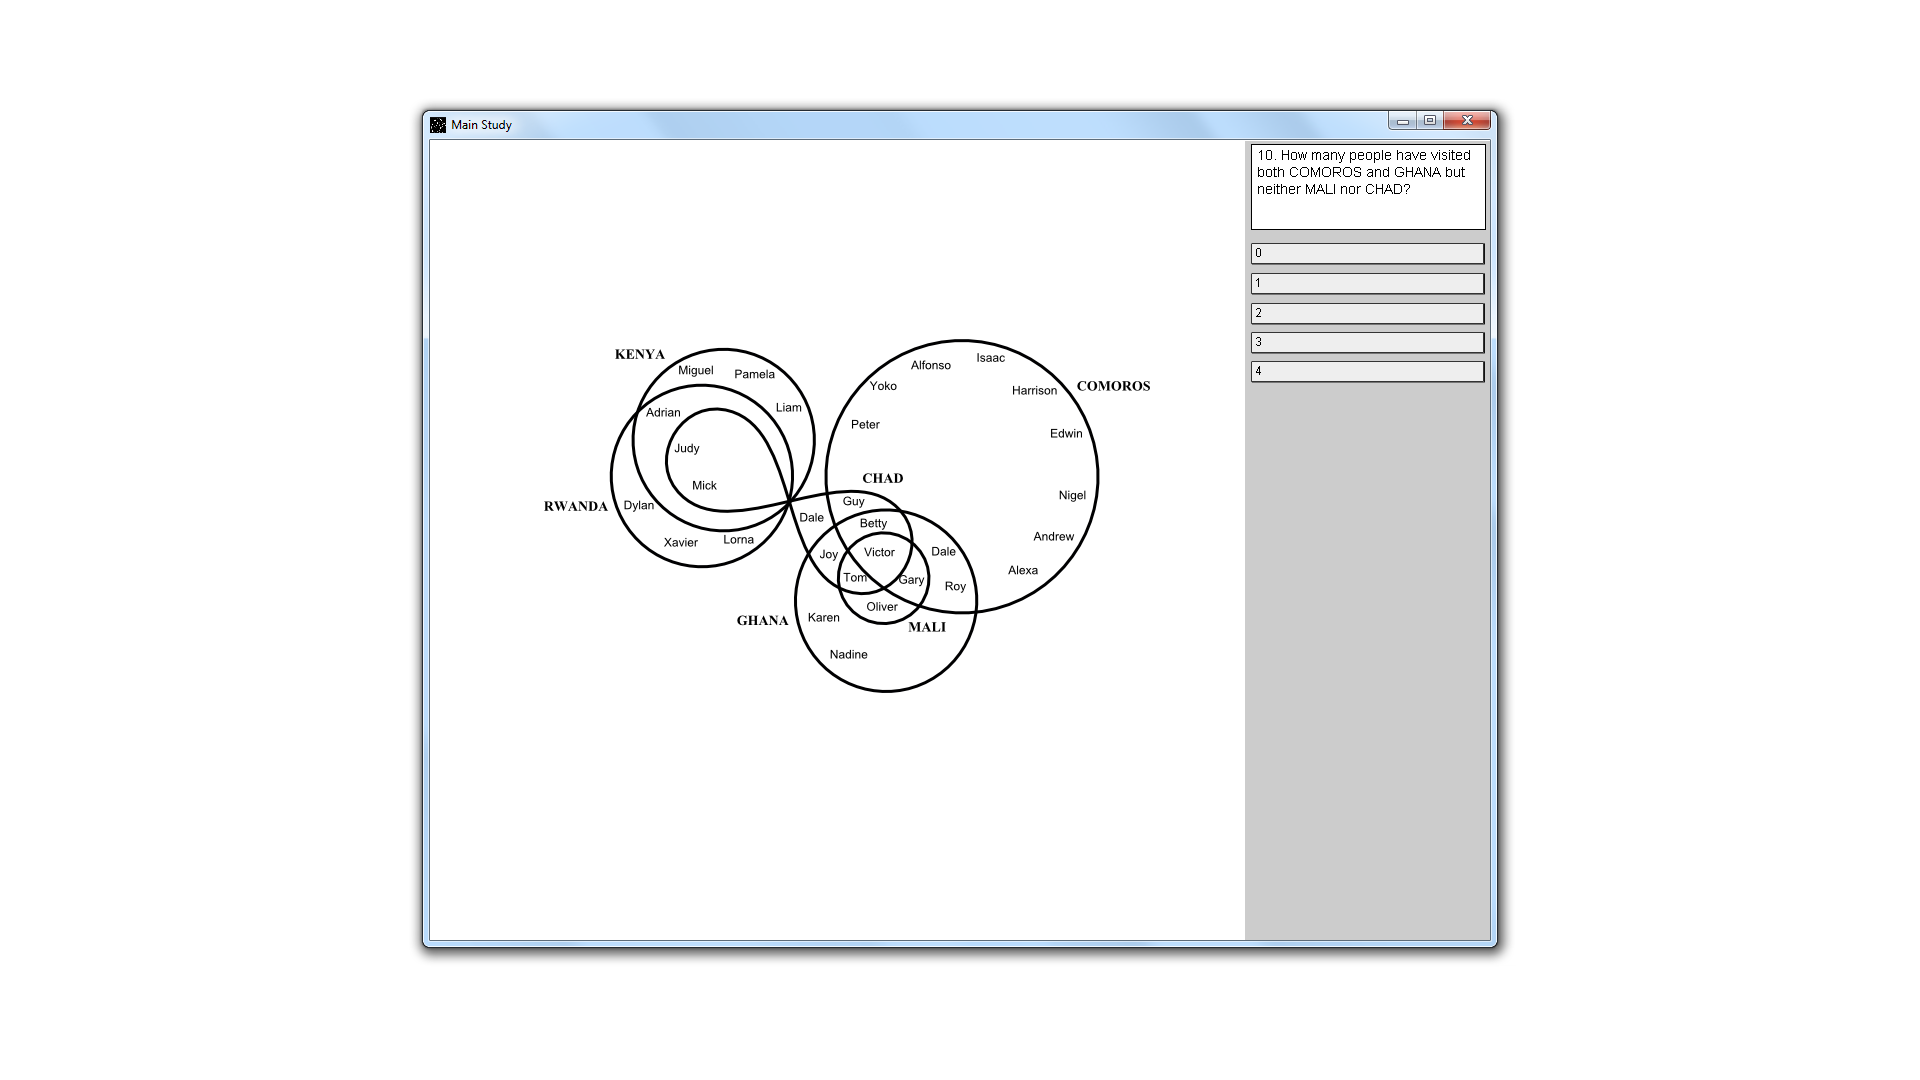 Main Study
10. How many people have visited
both COMOROS and GHANA but
neither MALI nor CHAD?
0
1
2
3
4
KENYA
Miguel
Pamela
Adrian
Liam
Judy
Mick
RWANDA
Dylan
Xavier
Lorna
Alfonso
Isaac
Yoko
Harrison
COMOROS
Peter
Edwin
CHAD
Nigel
Guy
Dale
Betty
Andrew
Joy
Victor
Dale
Alexa
Tom
Gary
Roy
Oliver
Karen
GHANA
MALI
Nadine